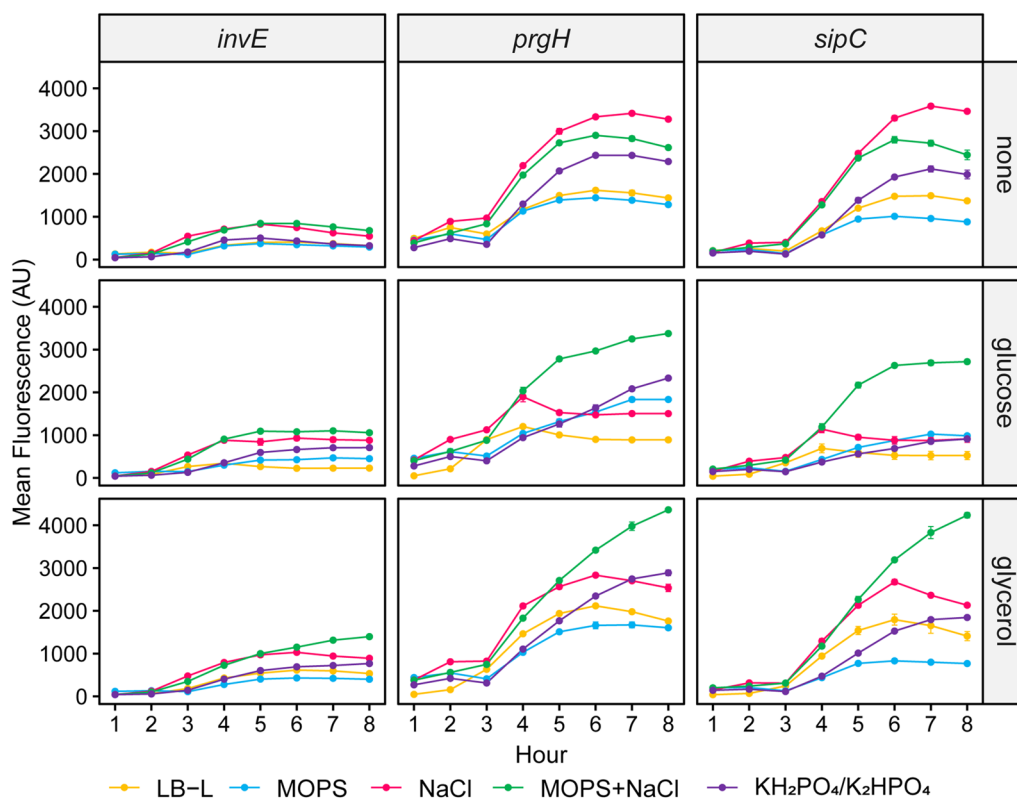 invE prgH sipC
4000
3000
2000
1000
0
none
4000
3000
2000
1000
0
glucose
4000
3000
2000
1000
0
glycerol
Mean Fluorescence (AU)
1 2 3 4 5 6 7 8 1 2 3 4 5 6 7 8 1 2 3 4 5 6 7 8
Hour
LB−L MOPS NaCl MOPS+NaCl KH₂PO₄/K₂HPO₄